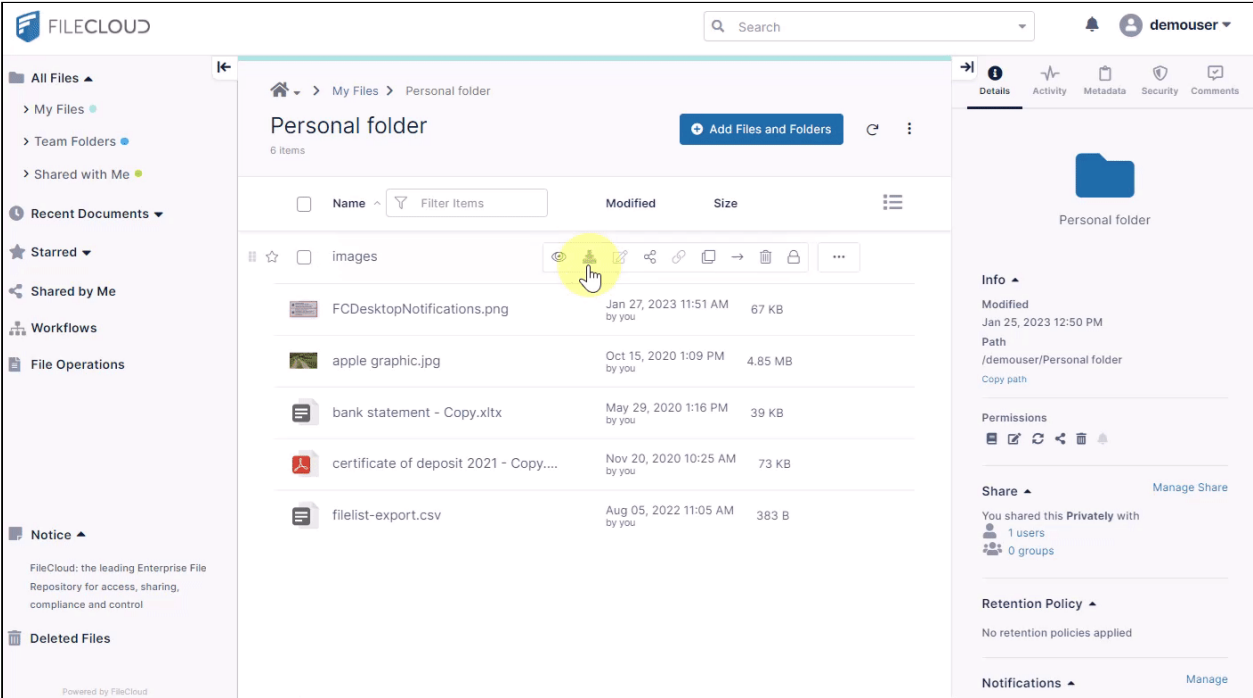 FILECLOUD
Search
demouser
All Files
My Files
Team Folders
Shared with Me
Recent Documents
Starred
Shared by Me
Workflows
File Operations
Notice
FileCloud: the leading Enterprise File
Repository for access, sharing,
compliance and control
Deleted Files
Powered by FileCloud
My Files > Personal folder
Personal folder
6 items
Add Files and Folders
Name Filter Items Modified Size
images
FCDesktopNotifications.png Jan 27, 2023 11:51 AM 67 KB
by you
apple graphic.jpg Oct 15, 2020 1:09 PM 4.85 MB
by you
bank statement - Copy.xltx May 29, 2020 1:16 PM 39 KB
by you
certificate of deposit 2021 - Copy.... Nov 20, 2020 10:25 AM 73 KB
by you
filelist-export.csv Aug 05, 2022 11:05 AM 383 B
by you
Details Activity Metadata Security Comments
Personal folder
Info
Modified
Jan 25, 2023 12:50 PM
Path
/demouser/Personal folder
Copy path
Permissions
Share Manage Share
You shared this Privately with
1 users
0 groups
Retention Policy
No retention policies applied
Notifications Manage